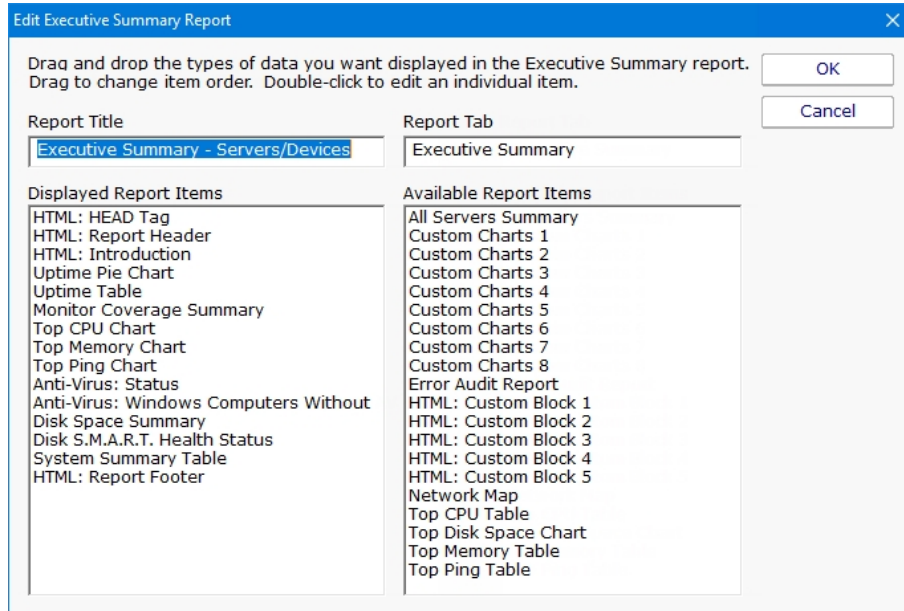 Edit Executive Summary Report
Drag and drop the types of data you want displayed in the Executive Summary report.
Drag to change item order. Double-click to edit an individual item.
OK
Cancel
Report Title
Executive Summary - Servers/Devices
Report Tab
Executive Summary
Displayed Report Items
HTML: HEAD Tag
HTML: Report Header
HTML: Introduction
Uptime Pie Chart
Uptime Table
Monitor Coverage Summary
Top CPU Chart
Top Memory Chart
Top Ping Chart
Anti-Virus: Status
Anti-Virus: Windows Computers Without
Disk Space Summary
Disk S.M.A.R.T. Health Status
System Summary Table
HTML: Report Footer
Available Report Items
All Servers Summary
Custom Charts 1
Custom Charts 2
Custom Charts 3
Custom Charts 4
Custom Charts 5
Custom Charts 6
Custom Charts 7
Custom Charts 8
Error Audit Report
HTML: Custom Block 1
HTML: Custom Block 2
HTML: Custom Block 3
HTML: Custom Block 4
HTML: Custom Block 5
Network Map
Top CPU Table
Top Disk Space Chart
Top Memory Table
Top Ping Table